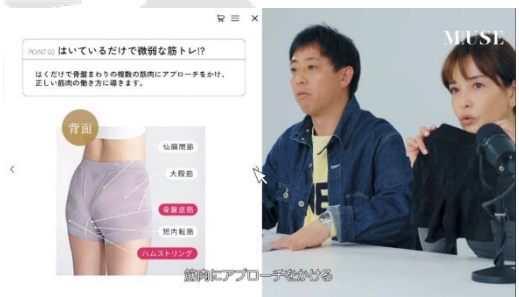 POINT 02 はいているだけで微弱な筋トレ!?
はくだけで骨盤まわりの複数の筋肉にアプローチをかけ、
正しい筋肉の働き方に導きます。
背面
仙腸関節
大殿筋
骨盤底筋
短内転筋
ハムストリング
MUSE
筋肉にアプローチをかける